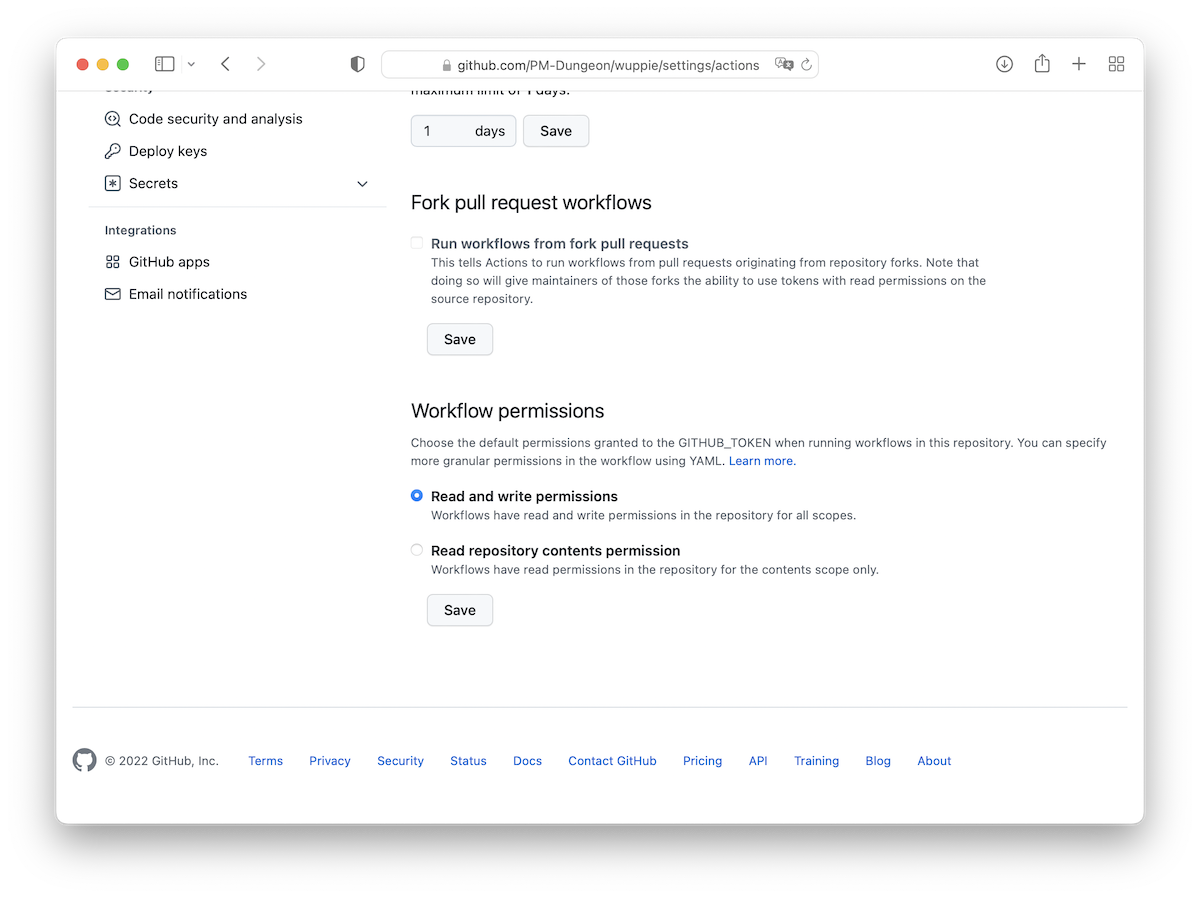 github.com/PM-Dungeon/wuppie/settings/actions
Security
Code security and analysis
Deploy keys
Secrets
Integrations
GitHub apps
Email notifications
maximum limit of 1 days.
1 days Save
Fork pull request workflows
Run workflows from fork pull requests
This tells Actions to run workflows from pull requests originating from repository forks. Note that
doing so will give maintainers of those forks the ability to use tokens with read permissions on the
source repository.
Save
Workflow permissions
Choose the default permissions granted to the GITHUB_TOKEN when running workflows in this repository. You can specify
more granular permissions in the workflow using YAML. Learn more.
Read and write permissions
Workflows have read and write permissions in the repository for all scopes.
Read repository contents permission
Workflows have read permissions in the repository for the contents scope only.
Save
© 2022 GitHub, Inc. Terms Privacy Security Status Docs Contact GitHub Pricing API Training Blog About